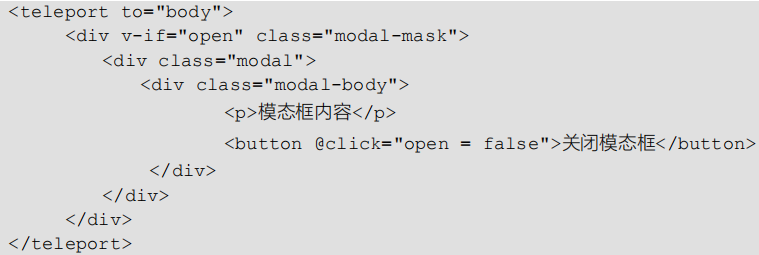 <teleport to="body">
<div v-if="open" class="modal-mask">
<div class="modal">
<div class="modal-body">
<p>模态框内容</p>
<button @click="open = false">关闭模态框</button>
</div>
</div>
</div>
</teleport>